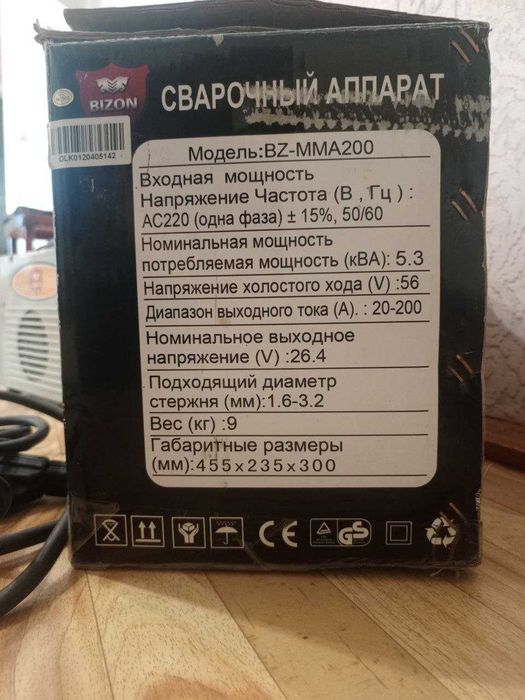 BIZON
СВАРОЧНЫЙ АППАРАТ
OLK0120405142
Модель:BZ-MMA200
Входная мощность
Напряжение Частота (В , Гц ) :
АС220 (одна фаза) ± 15%, 50/60
Номинальная мощность
потребляемая мощность (кВА): 5.3
Напряжение холостого хода (V) :56
Диапазон выходного тока (А). : 20-200
Номинальное выходное
напряжение (V) :26.4
Подходящий диаметр
стержня (мм):1.6-3.2
Вес (кг) :9
Габаритные размеры
(мм):455x235x300
CE
GS